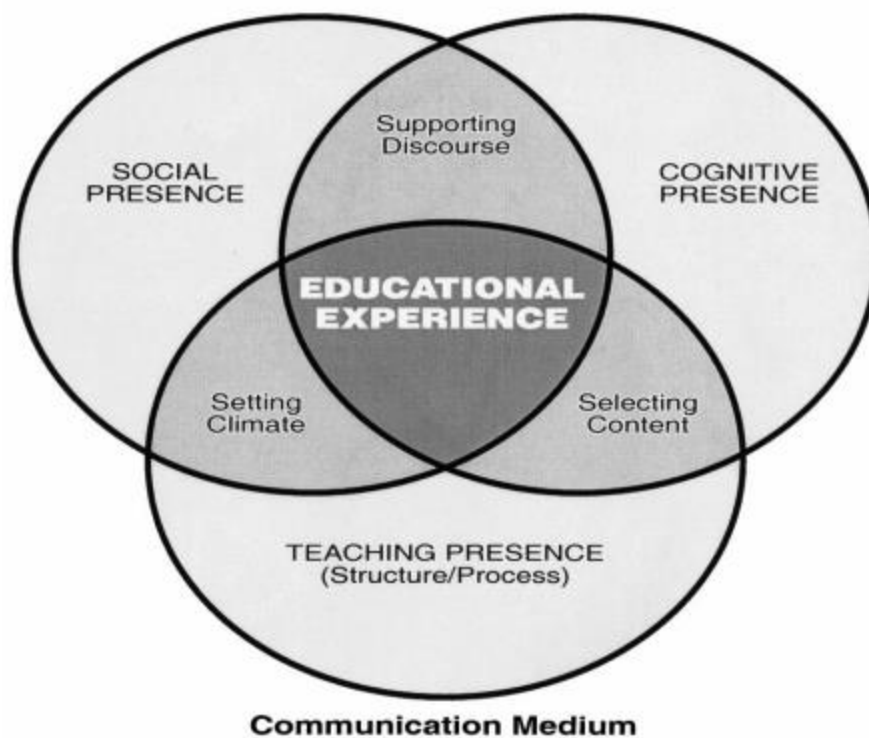 Supporting
Discourse
SOCIAL
PRESENCE
COGNITIVE
PRESENCE
EDUCATIONAL
EXPERIENCE
Setting
Climate
Selecting
Content
TEACHING PRESENCE
(Structure/Process)
Communication Medium